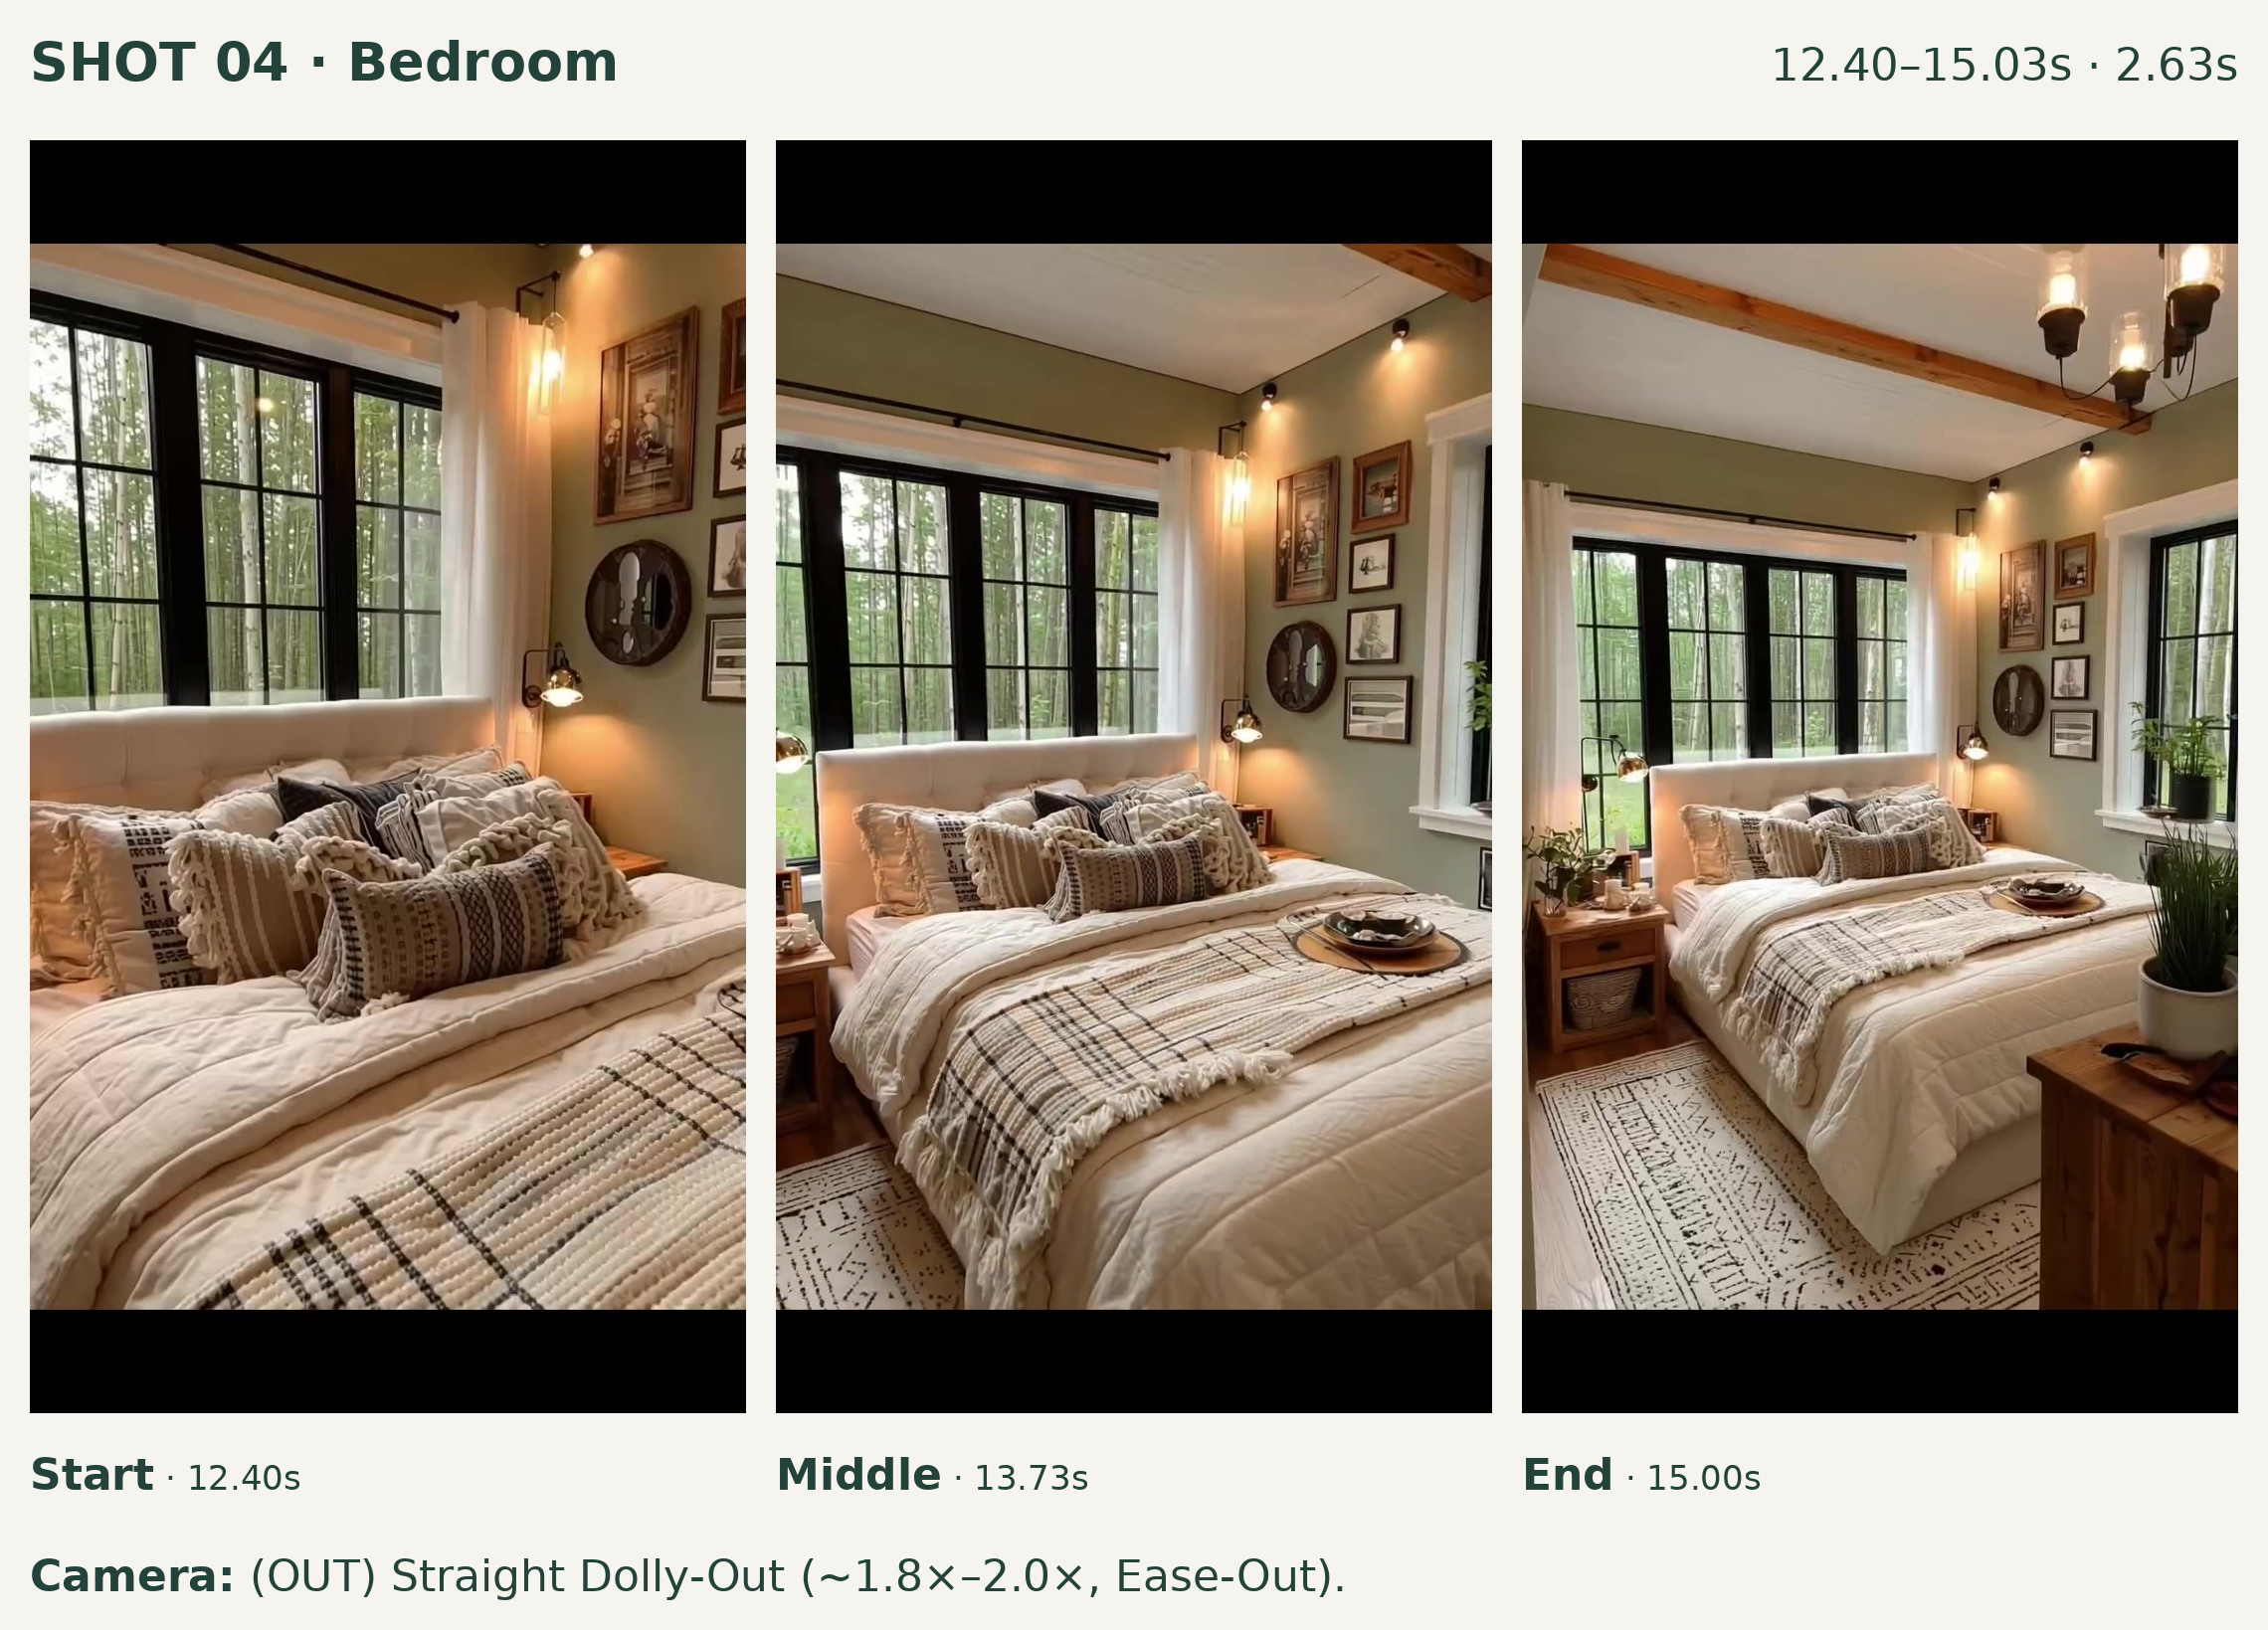 SHOT 04 · Bedroom
12.40–15.03s · 2.63s
Start · 12.40s
Middle · 13.73s
End · 15.00s
Camera: (OUT) Straight Dolly-Out (~1.8×–2.0×, Ease-Out).